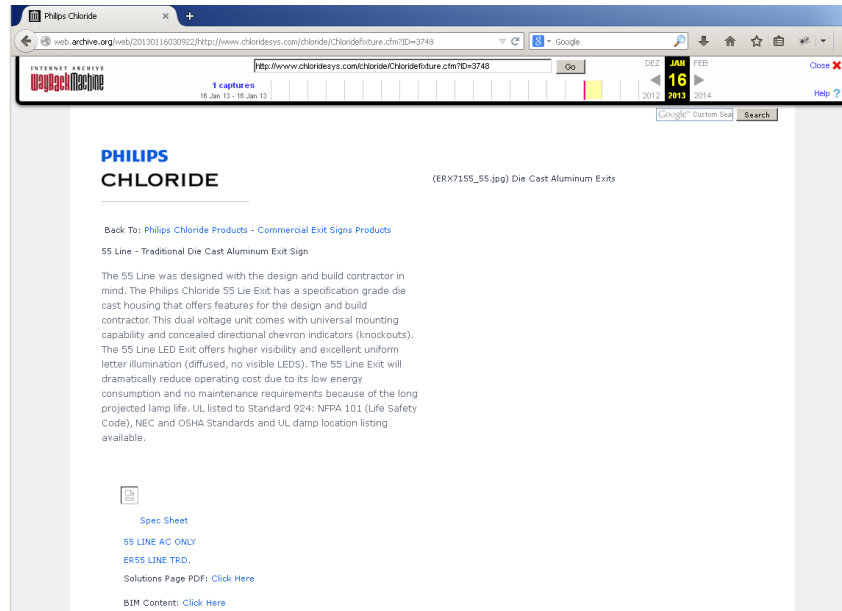 Philips Chloride
web.archive.org/web/20130116030922/http://www.chloridesys.com/chloride/Chloridefixture.cfm?ID=3748
Google
INTERNET ARCHIVE
WayBackMachine
http://www.chloridesys.com/chloride/Chloridefixture.cfm?ID=3748
Go
DEZ JAN FEB
Close
1 captures
16
16 Jan 13 - 16 Jan 13
2012 2013 2014
Help ?
Google™ Custom Sear
Search
PHILIPS
CHLORIDE
(ERX7155_55.jpg) Die Cast Aluminum Exits
Back To: Philips Chloride Products - Commercial Exit Signs Products
55 Line - Traditional Die Cast Aluminum Exit Sign
The 55 Line was designed with the design and build contractor in
mind. The Philips Chloride 55 Lie Exit has a specification grade die
cast housing that offers features for the design and build
contractor. This dual voltage unit comes with universal mounting
capability and concealed directional chevron indicators (knockouts).
The 55 Line LED Exit offers higher visibility and excellent uniform
letter illumination (diffused, no visible LEDS). The 55 Line Exit will
dramatically reduce operating cost due to its low energy
consumption and no maintenance requirements because of the long
projected lamp life. UL listed to Standard 924: NFPA 101 (Life Safety
Code), NEC and OSHA Standards and UL damp location listing
available.
Spec Sheet
55 LINE AC ONLY
ER55 LINE TRD.
Solutions Page PDF: Click Here
BIM Content: Click Here